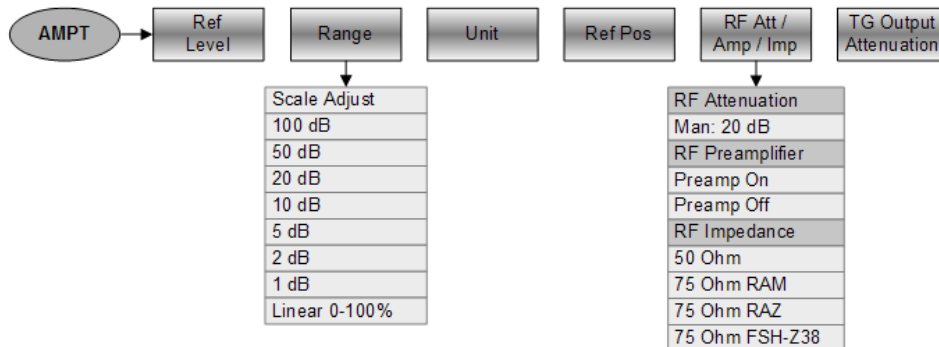 AMPT
Ref
Level
Range
Unit
Ref Pos
RF Att /
Amp / Imp
TG Output
Attenuation
Scale Adjust
100 dB
50 dB
20 dB
10 dB
5 dB
2 dB
1 dB
Linear 0-100%
RF Attenuation
Man: 20 dB
RF Preamplifier
Preamp On
Preamp Off
RF Impedance
50 Ohm
75 Ohm RAM
75 Ohm RAZ
75 Ohm FSH-Z38